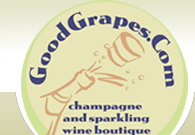 GoodGrapes.Com
champagne
and sparkling
wine boutique